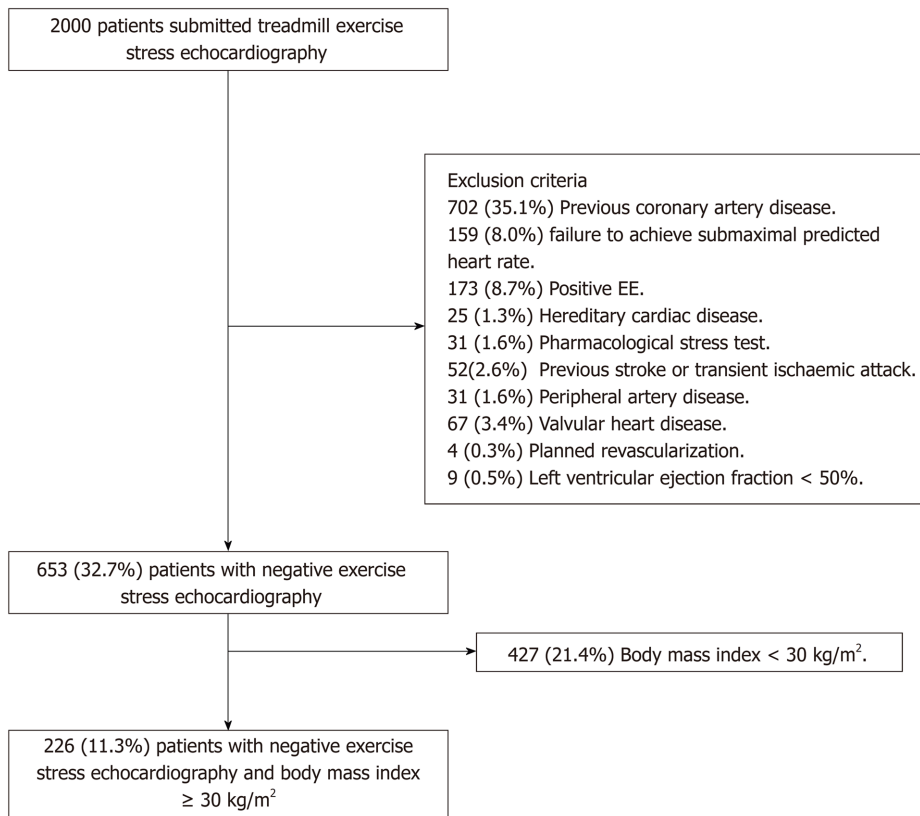 2000 patients submitted treadmill exercise
stress echocardiography
Exclusion criteria
702 (35.1%) Previous coronary artery disease.
159 (8.0%) failure to achieve submaximal predicted
heart rate.
173 (8.7%) Positive EE.
25 (1.3%) Hereditary cardiac disease.
31 (1.6%) Pharmacological stress test.
52(2.6%) Previous stroke or transient ischaemic attack.
31 (1.6%) Peripheral artery disease.
67 (3.4%) Valvular heart disease.
4 (0.3%) Planned revascularization.
9 (0.5%) Left ventricular ejection fraction < 50%.
653 (32.7%) patients with negative exercise
stress echocardiography
427 (21.4%) Body mass index < 30 kg/m².
226 (11.3%) patients with negative exercise
stress echocardiography and body mass index
≥ 30 kg/m²